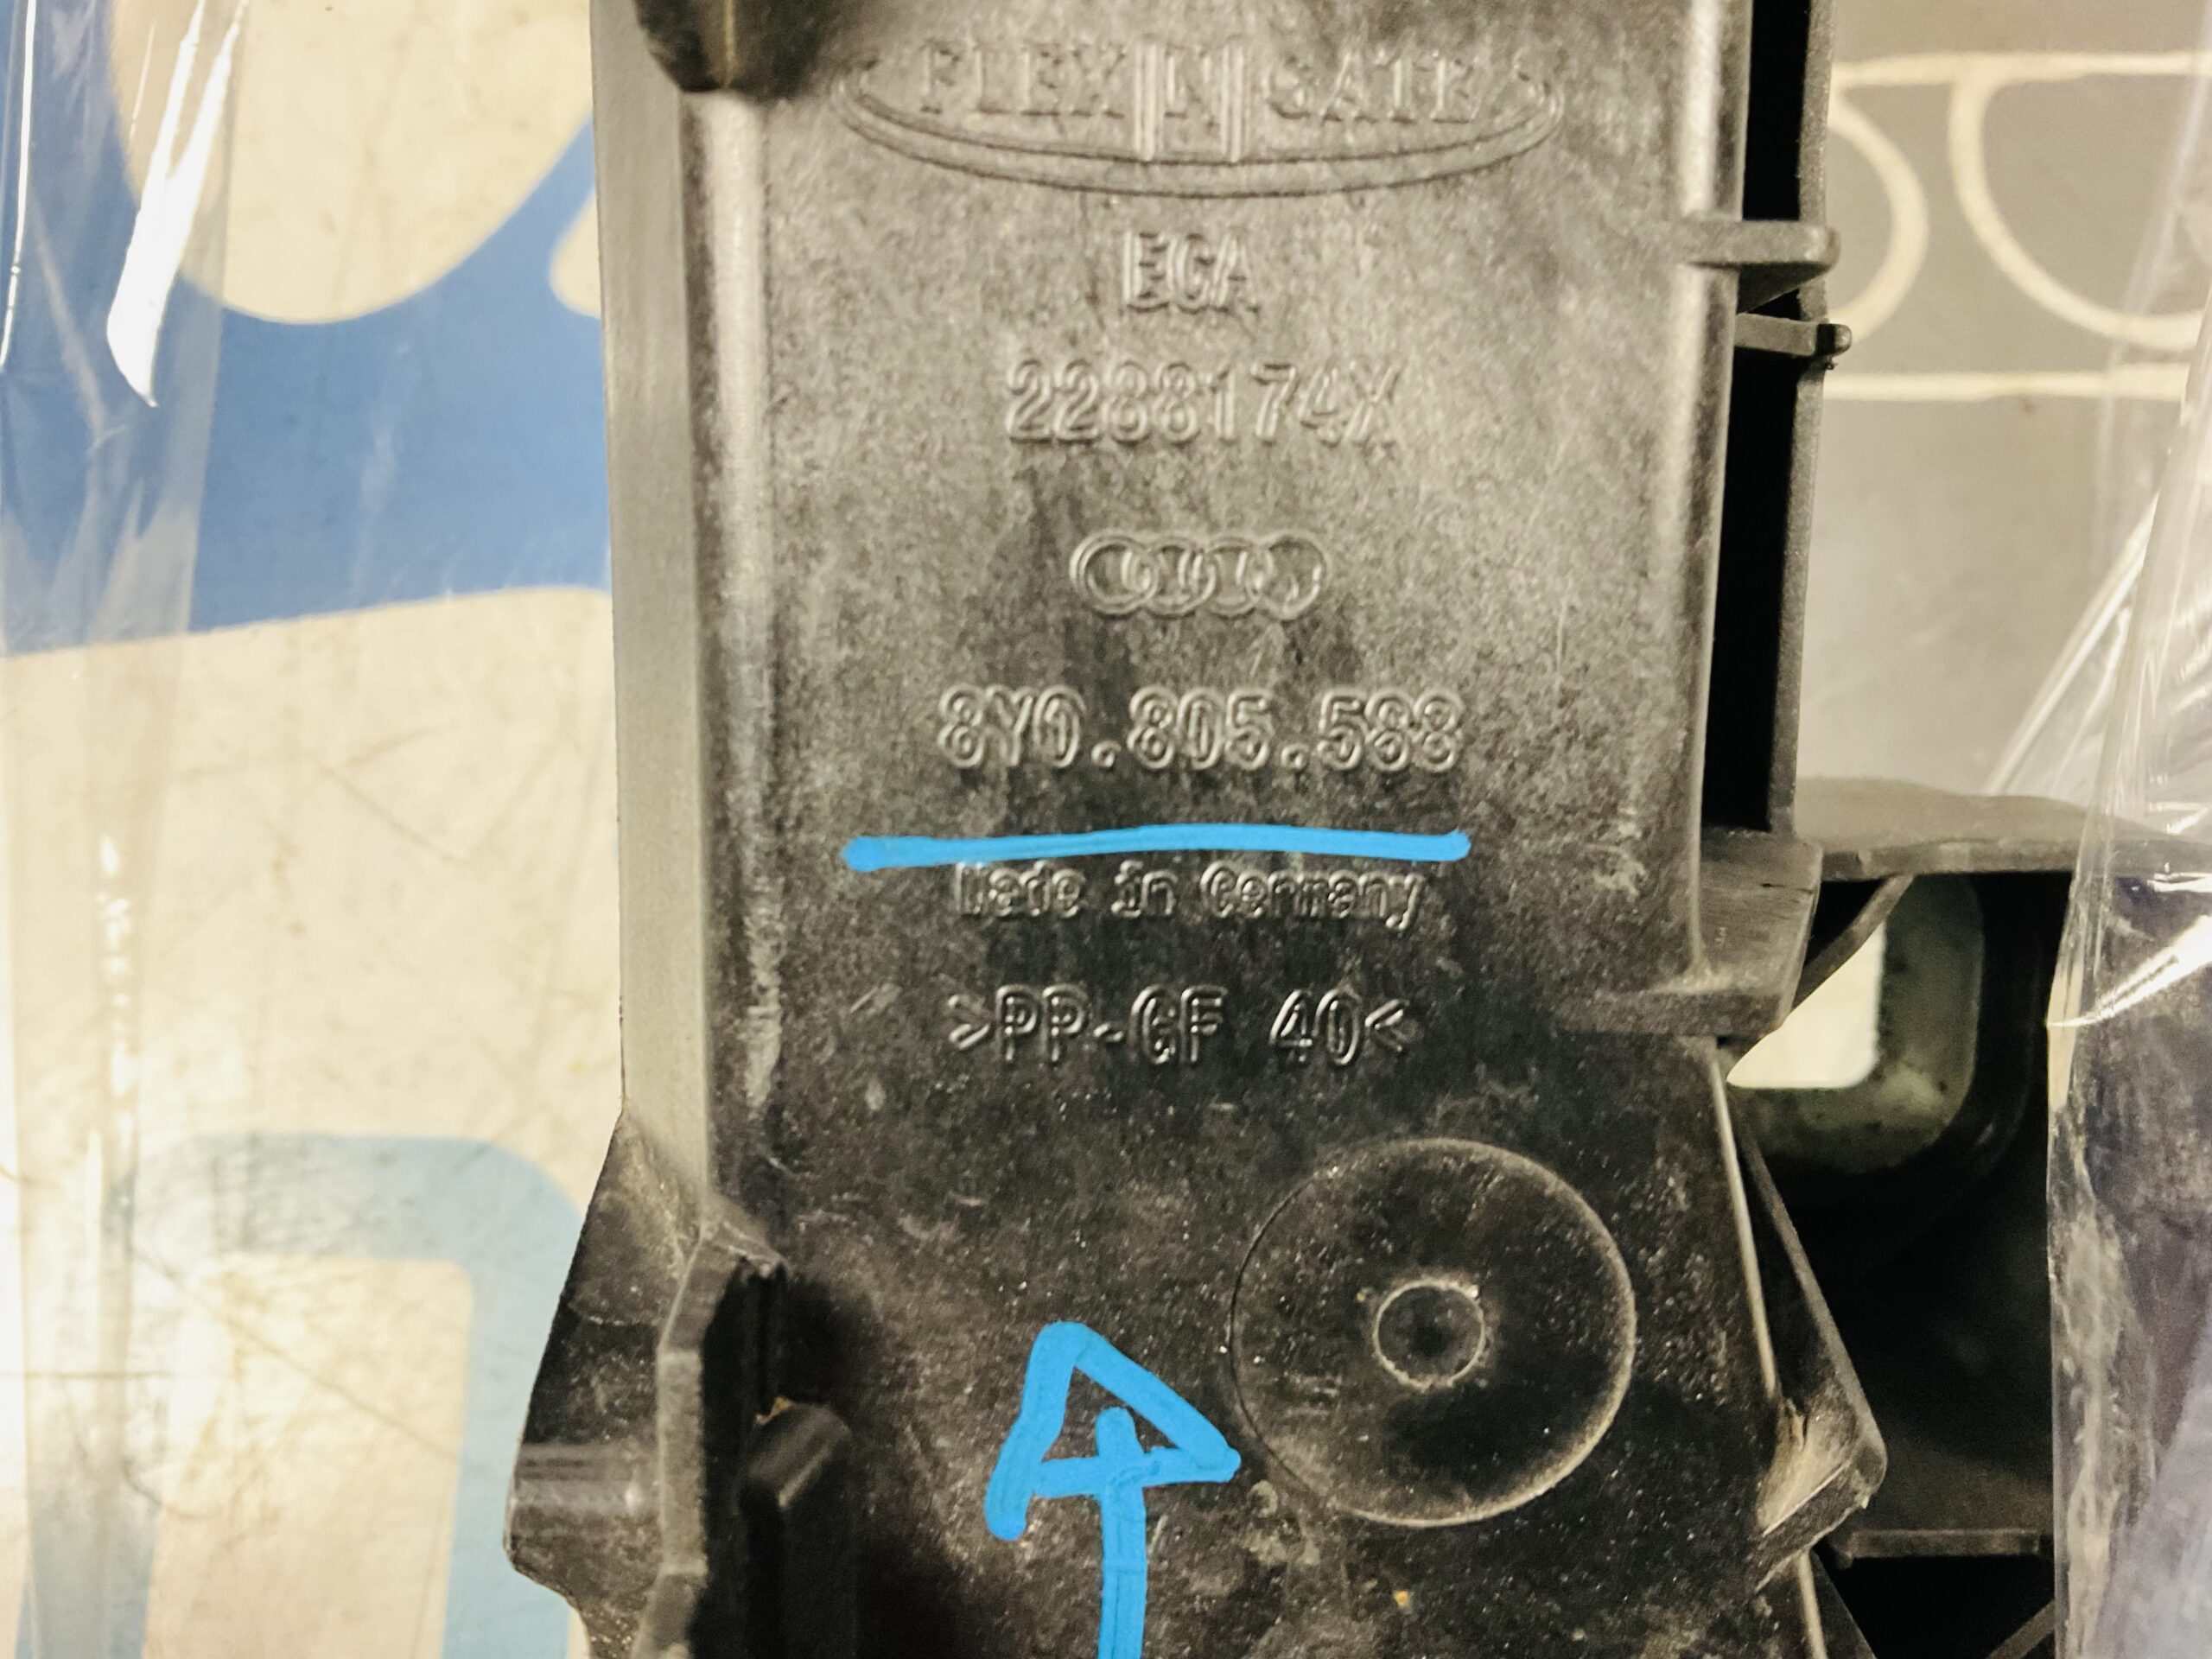 FLEX N GATE
EGA
2288174X
8Y0.805.588
Made in Germany
>PP-GF 40<